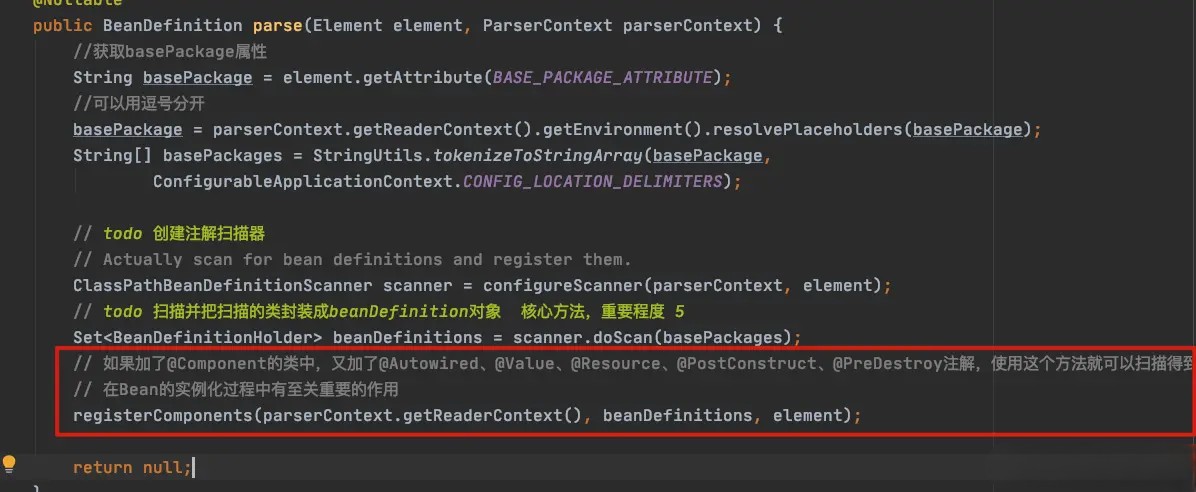 @Nullable
public BeanDefinition parse(Element element, ParserContext parserContext) {
//获取basePackage属性
String basePackage = element.getAttribute(BASE_PACKAGE_ATTRIBUTE);
//可以用逗号分开
basePackage = parserContext.getReaderContext().getEnvironment().resolvePlaceholders(basePackage);
String[] basePackages = StringUtils.tokenizeToStringArray(basePackage,
ConfigurableApplicationContext.CONFIG_LOCATION_DELIMITERS);
// todo 创建注解扫描器
// Actually scan for bean definitions and register them.
ClassPathBeanDefinitionScanner scanner = configureScanner(parserContext, element);
// todo 扫描并把扫描的类封装成beanDefinition对象  核心方法，重要程度 5
Set<BeanDefinitionHolder> beanDefinitions = scanner.doScan(basePackages);
// 如果加了@Component的类中，又加了@Autowired、@Value、@Resource、@PostConstruct、@PreDestroy注解，使用这个方法就可以扫描得到
// 在Bean的实例化过程中有至关重要的作用
registerComponents(parserContext.getReaderContext(), beanDefinitions, element);
return null;
}